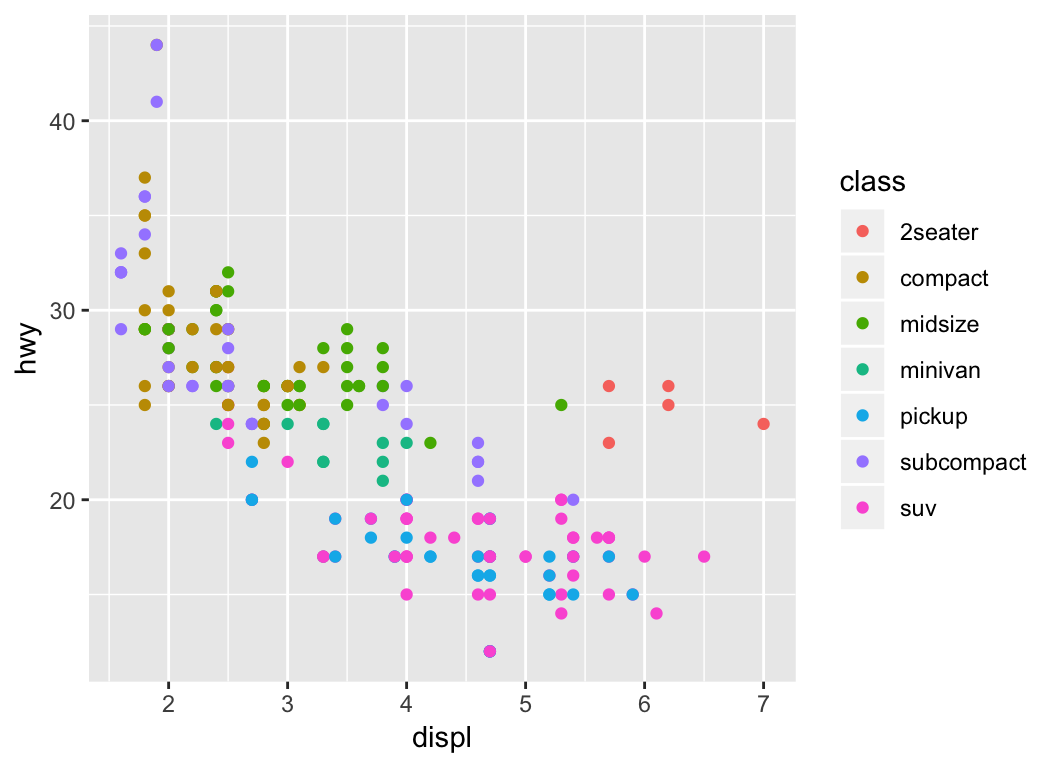 40
30
20
hwy
2 3 4 5 6 7
displ
class
2seater
compact
midsize
minivan
pickup
subcompact
suv